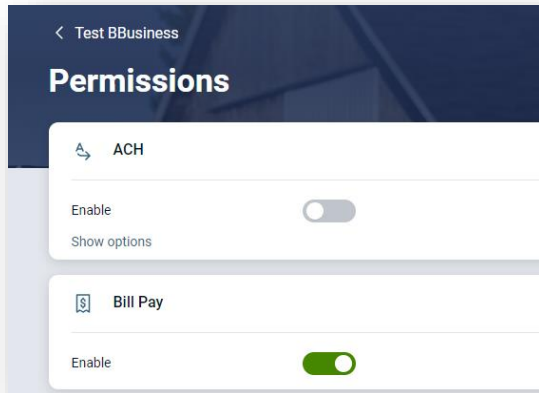 Test BBusiness
Permissions
ACH
Enable
Show options
Bill Pay
Enable